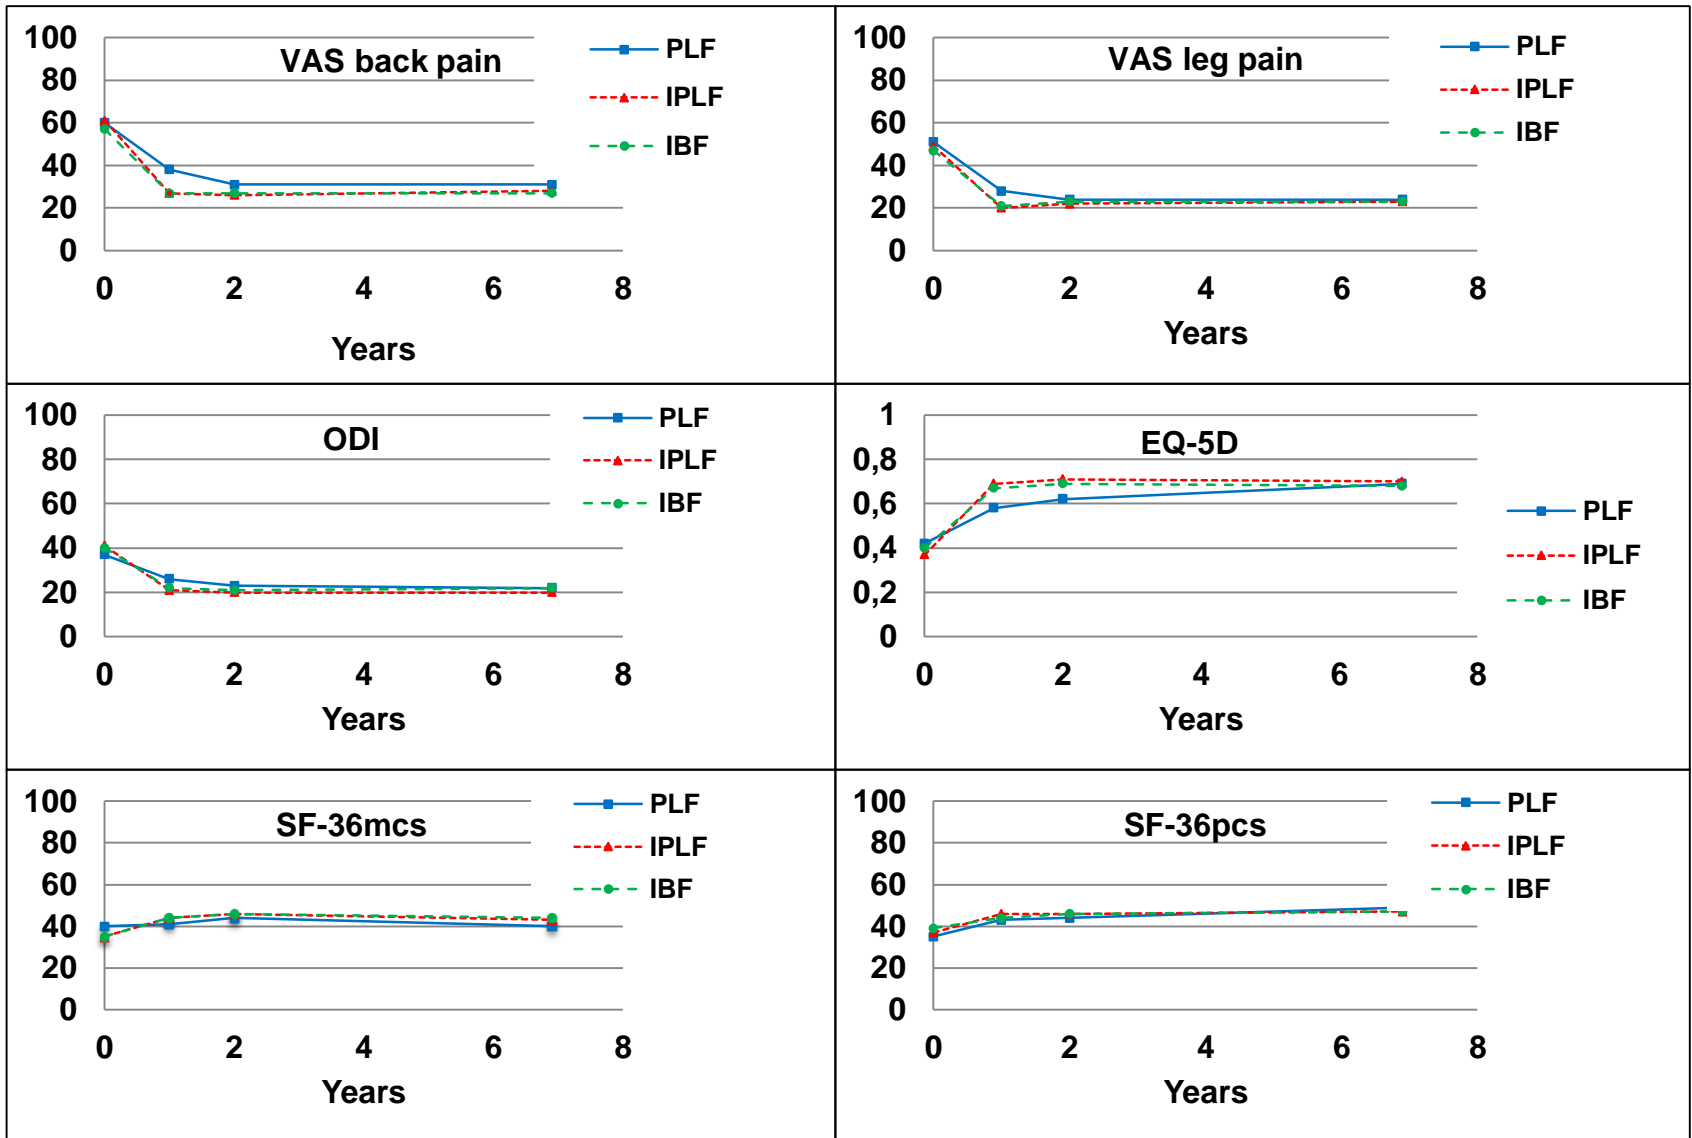 VAS back pain
100
80
60
40
20
0
0 2 4 6 8
Years
PLF
IPLF
IBF
VAS leg pain
100
80
60
40
20
0
0 2 4 6 8
Years
PLF
IPLF
IBF
ODI
100
80
60
40
20
0
0 2 4 6 8
Years
PLF
IPLF
IBF
EQ-5D
1
0,8
0,6
0,4
0,2
0
0 2 4 6 8
Years
PLF
IPLF
IBF
SF-36mcs
100
80
60
40
20
0
0 2 4 6 8
Years
PLF
IPLF
IBF
SF-36pcs
100
80
60
40
20
0
0 2 4 6 8
Years
PLF
IPLF
IBF